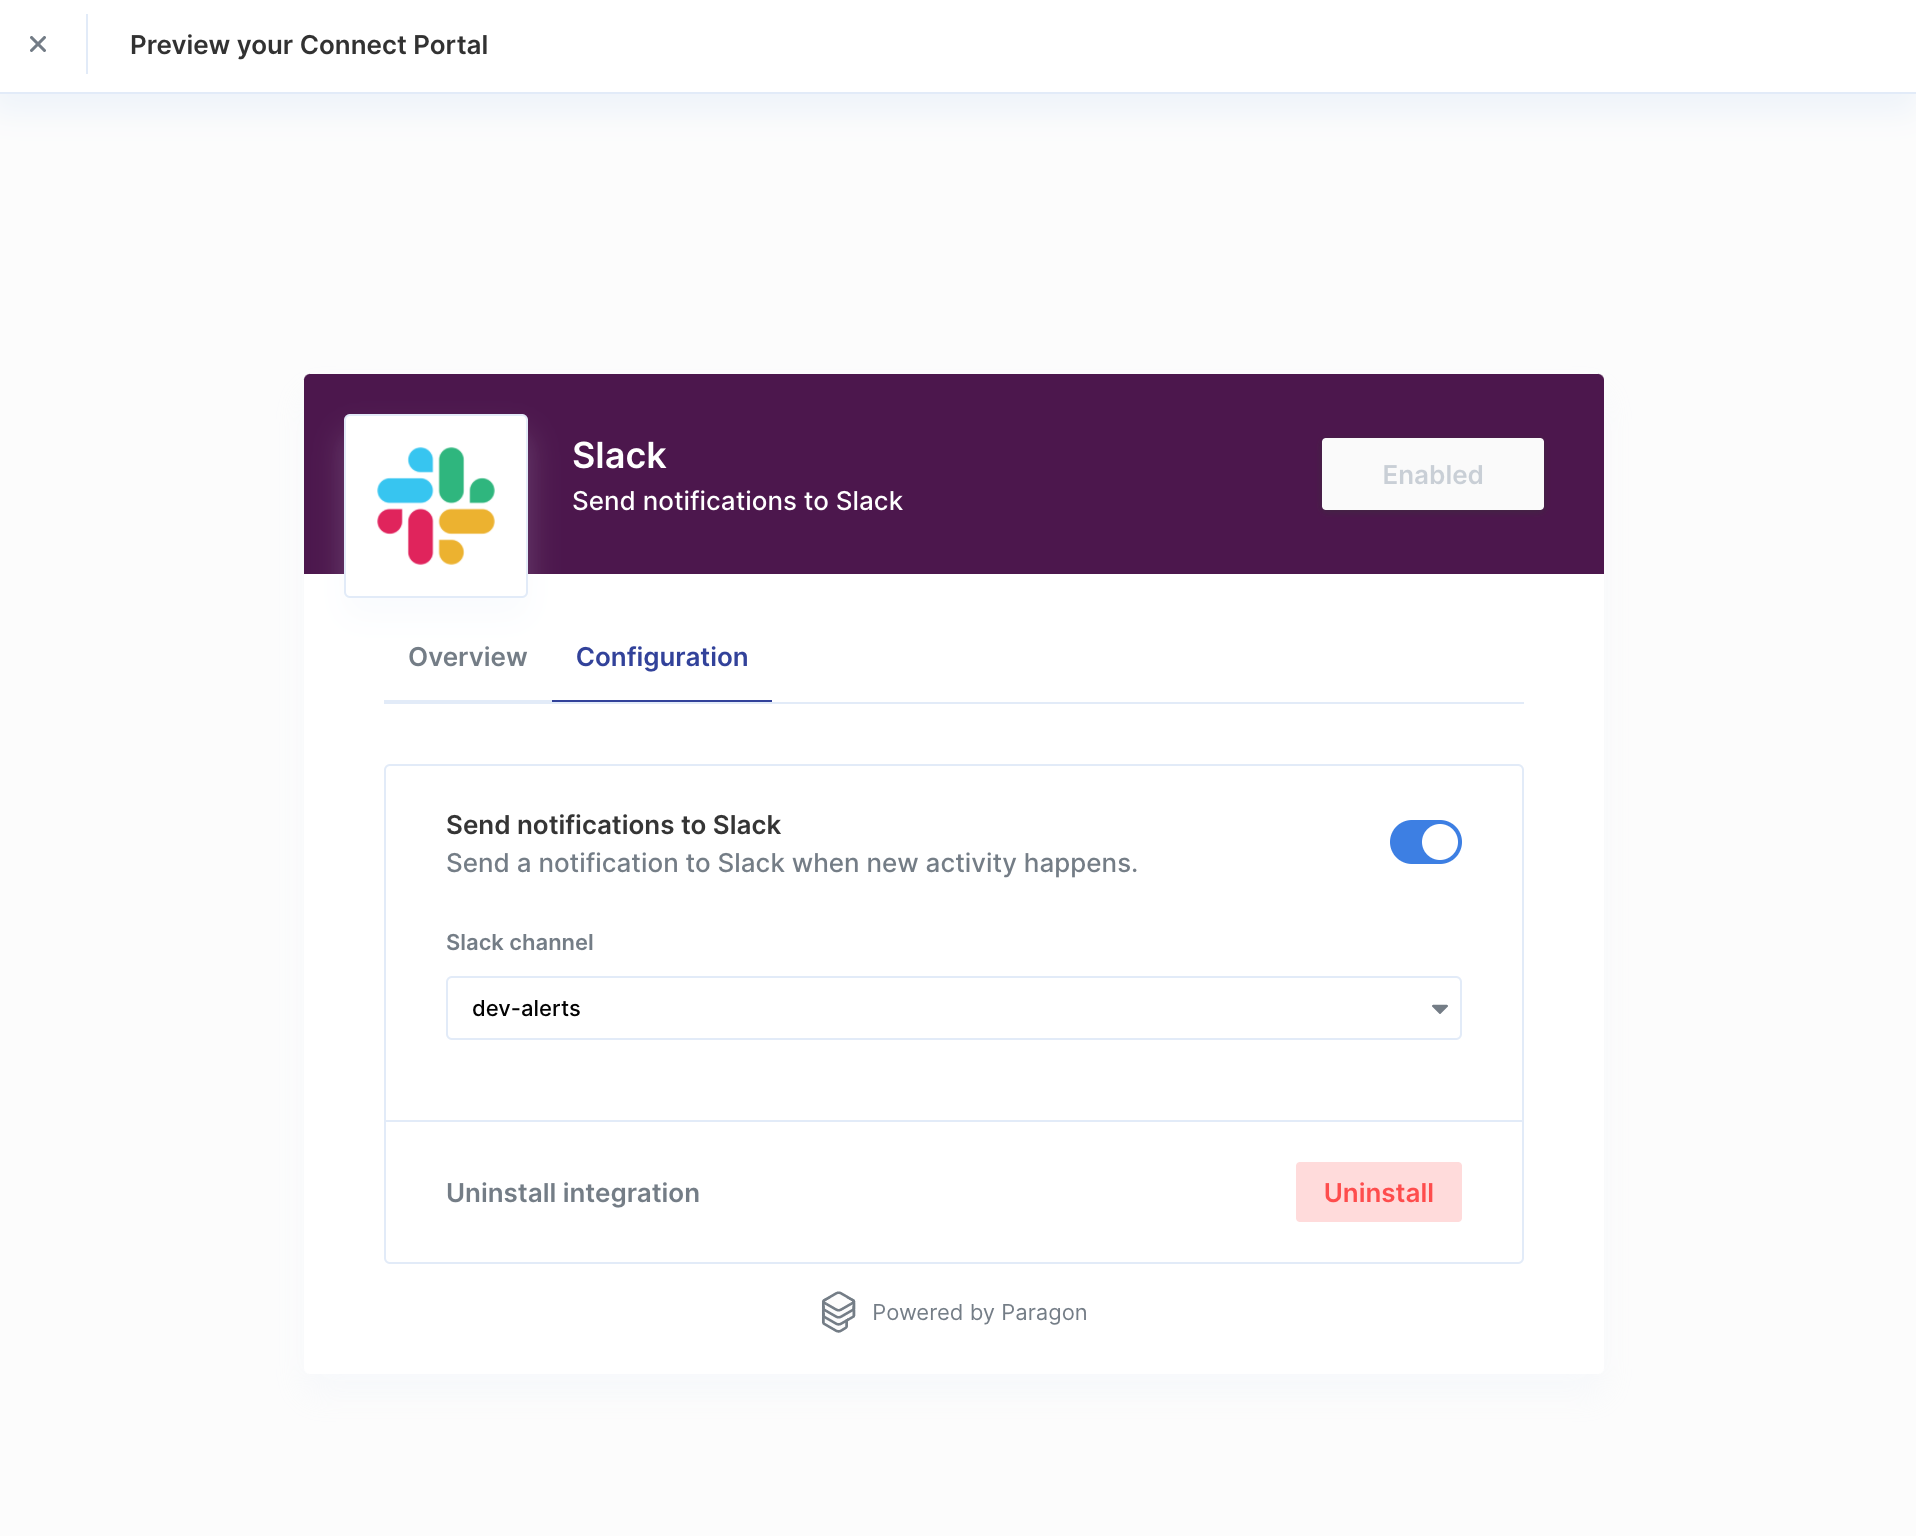 Preview your Connect Portal
Slack
Send notifications to Slack
Enabled
Overview
Configuration
Send notifications to Slack
Send a notification to Slack when new activity happens.
Slack channel
dev-alerts
Uninstall integration
Uninstall
Powered by Paragon